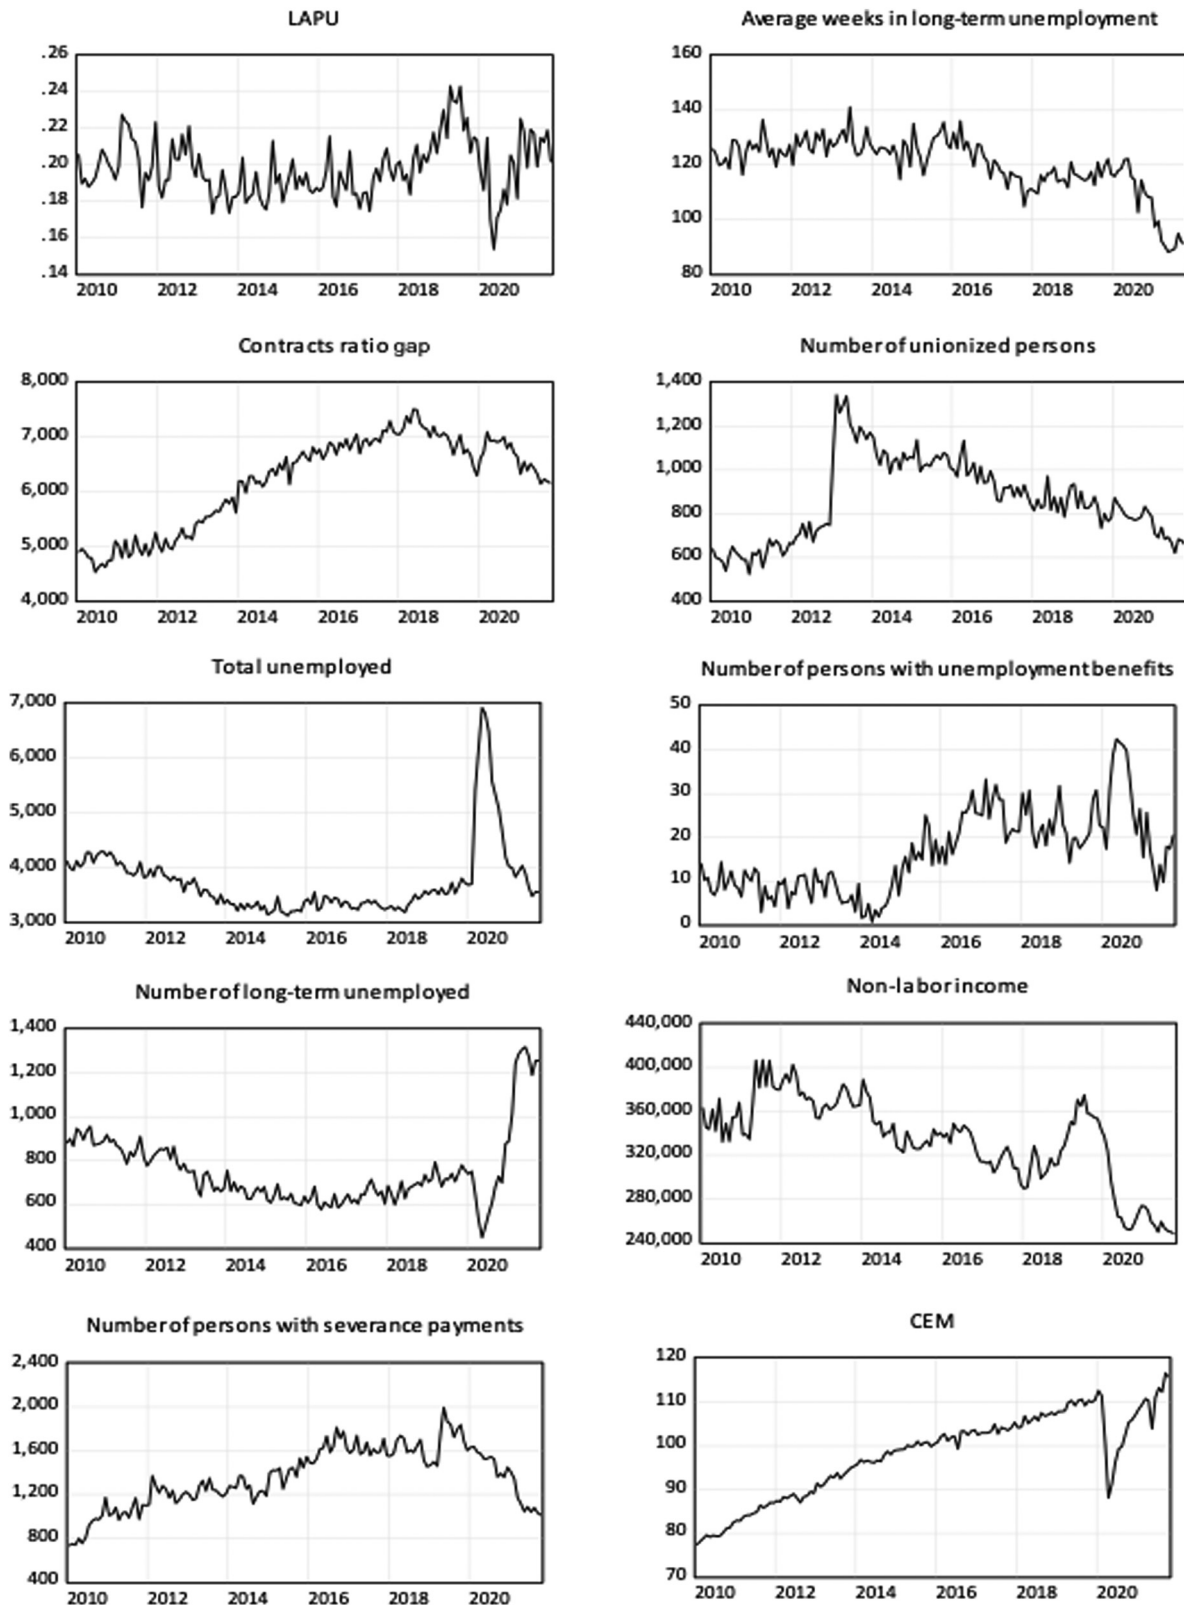 LAPU
.26
.24
.22
.20
.18
.16
.14
2010 2012 2014 2016 2018 2020
Average weeks in long-term unemployment
160
140
120
100
80
2010 2012 2014 2016 2018 2020
Contracts ratio gap
8,000
7,000
6,000
5,000
4,000
2010 2012 2014 2016 2018 2020
Number of unionized persons
1,400
1,200
1,000
800
600
400
2010 2012 2014 2016 2018 2020
Total unemployed
7,000
6,000
5,000
4,000
3,000
2010 2012 2014 2016 2018 2020
Number of persons with unemployment benefits
50
40
30
20
10
0
2010 2012 2014 2016 2018 2020
Number of long-term unemployed
1,400
1,200
1,000
800
600
400
2010 2012 2014 2016 2018 2020
Non-labor income
440,000
400,000
360,000
320,000
280,000
240,000
2010 2012 2014 2016 2018 2020
Number of persons with severance payments
2,400
2,000
1,600
1,200
800
400
2010 2012 2014 2016 2018 2020
CEM
120
110
100
90
80
70
2010 2012 2014 2016 2018 2020